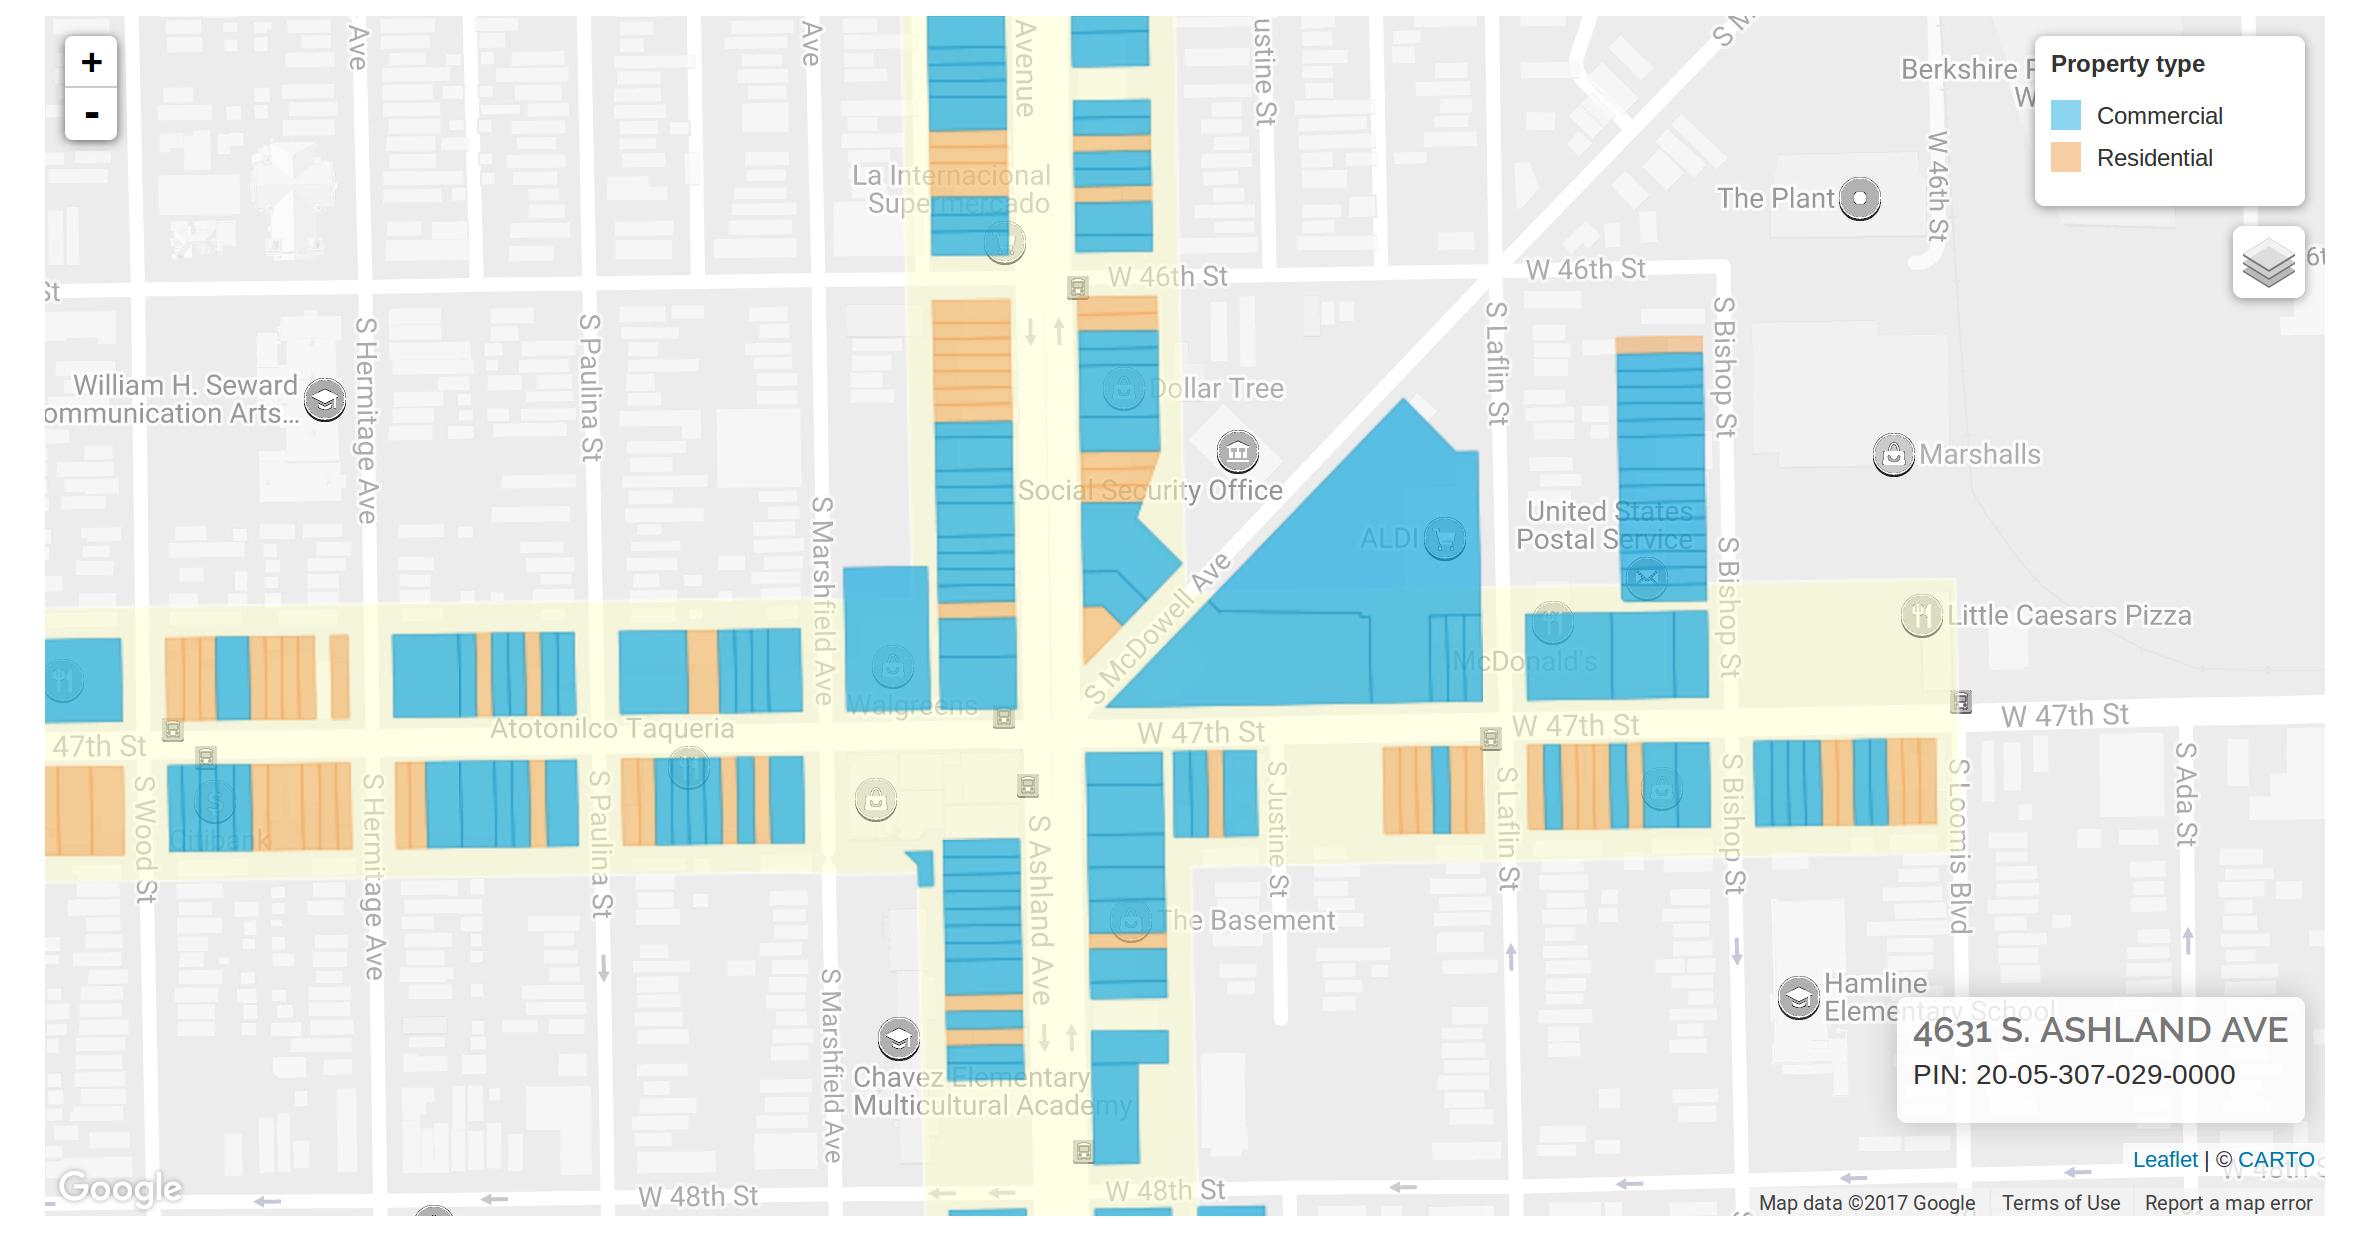 +
-
Ave
Ave
Avenue
ustine St
Property type
Commercial
Residential
Berkshire
The Plant
W 46th St
La Internacional
Supermercado
W 46th St
W 46th St
St
S Hermitage Ave
S Paulina St
S Laflin St
S Bishop St
William H. Seward
ommunication Arts...
Dollar Tree
Marshalls
Social Security Office
ALDI
United States
Postal Service
S Marshfield Ave
S McDowell Ave
S Bishop St
Little Caesars Pizza
McDonald's
Walgreens
Atotonilco Taqueria
47th St
W 47th St
W 47th St
W 47th St
S Wood St
S Hermitage Ave
S Paulina St
S Ashland Ave
S Justine St
S Laflin St
S Bishop St
S Loomis Blvd
S Ada St
Citibank
The Basement
S Marshfield Ave
Chavez Elementary
Multicultural Academy
Hamline
Elementary School
4631 S. ASHLAND AVE
PIN: 20-05-307-029-0000
Leaflet | © CARTO
Google
W 48th St
W 48th St
W 48th S
Map data ©2017 Google
Terms of Use
Report a map error